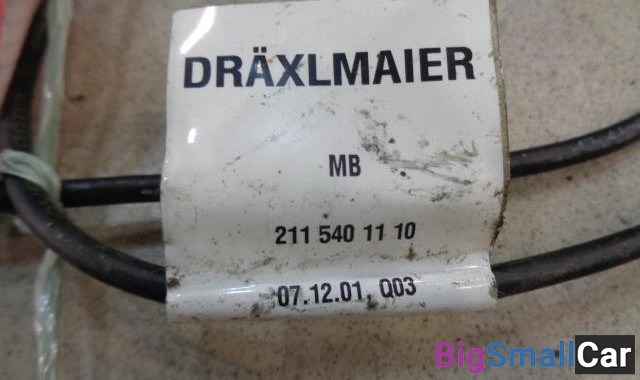 DRÄXLMAIER
MB
211 540 11 10
07.12.01, Q03
BigSmallCar